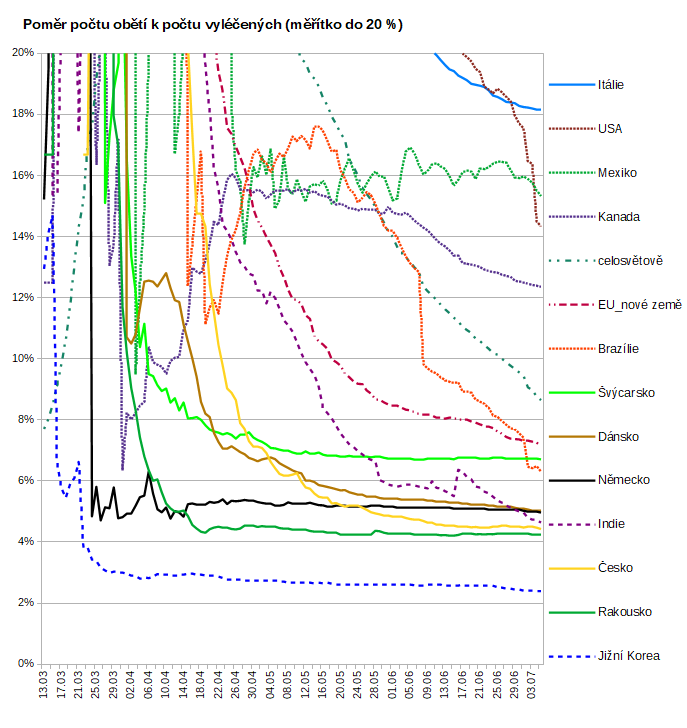 Poměr počtu obětí k počtu vyléčených (měřítko do 20 %)
20%
18%
16%
14%
12%
10%
8%
6%
4%
2%
0%
13.03
17.03
21.03
25.03
29.03
02.04
06.04
10.04
14.04
18.04
22.04
26.04
30.04
04.05
08.05
12.05
16.05
20.05
24.05
28.05
01.06
05.06
09.06
13.06
17.06
21.06
25.06
29.06
03.07
Itálie
USA
Mexiko
Kanada
celosvětově
EU_nové země
Brazílie
Švýcarsko
Dánsko
Německo
Indie
Česko
Rakousko
Jižní Korea